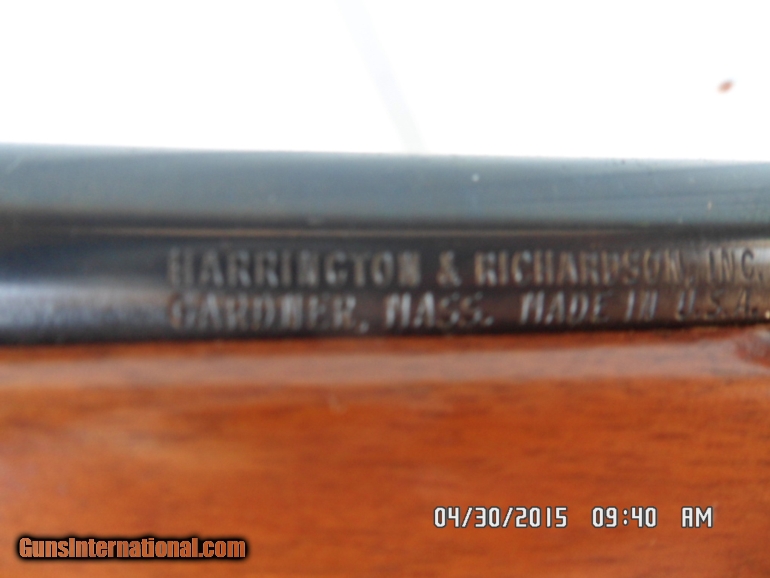 HARRINGTON & RICHARDSON, INC.
GARDNER, MASS. MADE IN U.S.A.
04/30/2015 09:40 AM
GunsInternational.com